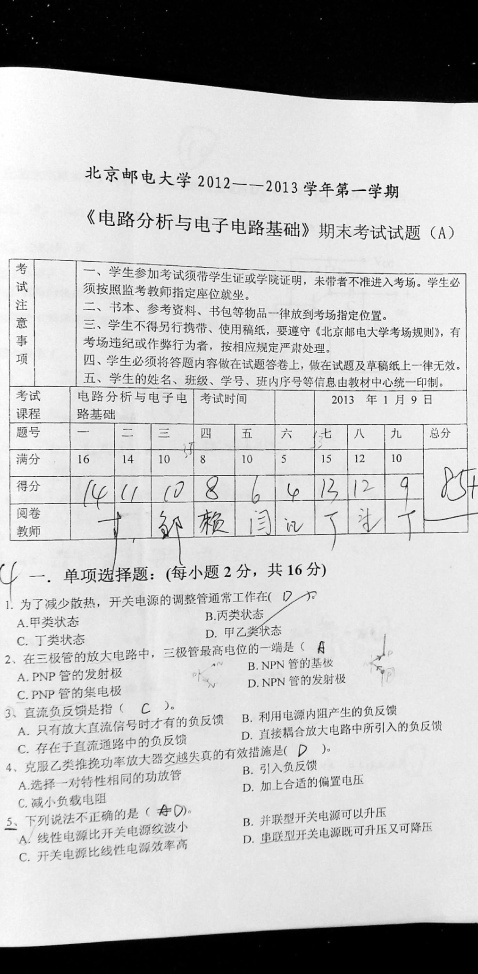 北京邮电大学2012——2013学年第一学期
《电路分析与电子电路基础》期末考试试题（A）
考试注意事项
一、学生参加考试须带学生证或学院证明，未带者不准进入考场。学生必
须按照监考教师指定座位就坐。
二、书本、参考资料、书包等物品一律放到考场指定位置。
三、学生不得另行携带、使用稿纸，要遵守《北京邮电大学考场规则》，有
考场违纪或作弊行为者，按相应规定严肃处理。
四、学生必须将答题内容做在试题答卷上，做在试题及草稿纸上一律无效。
五、学生的姓名、班级、学号、班内序号等信息由教材中心统一印制。
考试课程 电路分析与电子电路基础 考试时间 2013 年 1 月 9 日
题号 一 二 三 四 五 六 七 八 九 总分
满分 16 14 10 8 10 5 15 12 10
得分 14 11 10 8 6 4 13 12 9 85+
阅卷教师 邹 赖 闫
一．单项选择题：(每小题 2 分，共 16 分)
1. 为了减少散热，开关电源的调整管通常工作在( D
A.甲类状态 B.丙类状态
C. 丁类状态 D. 甲乙类状态
2、在三极管的放大电路中，三极管最高电位的一端是（ A
A. PNP 管的发射极 B. NPN 管的基极
C. PNP 管的集电极 D. NPN 管的发射极
3、直流负反馈是指（ C ）。
A. 只有放大直流信号时才有的负反馈 B. 利用电源内阻产生的负反馈
C. 存在于直流通路中的负反馈 D. 直接耦合放大电路中所引入的负反馈
4、克服乙类推挽功率放大器交越失真的有效措施是( D )。
A.选择一对特性相同的功放管 B. 引入负反馈
C. 减小负载电阻 D. 加上合适的偏置电压
5、下列说法不正确的是（ D）。
A. 线性电源比开关电源纹波小 B. 并联型开关电源可以升压
C. 开关电源比线性电源效率高 D. 串联型开关电源既可升压又可降压